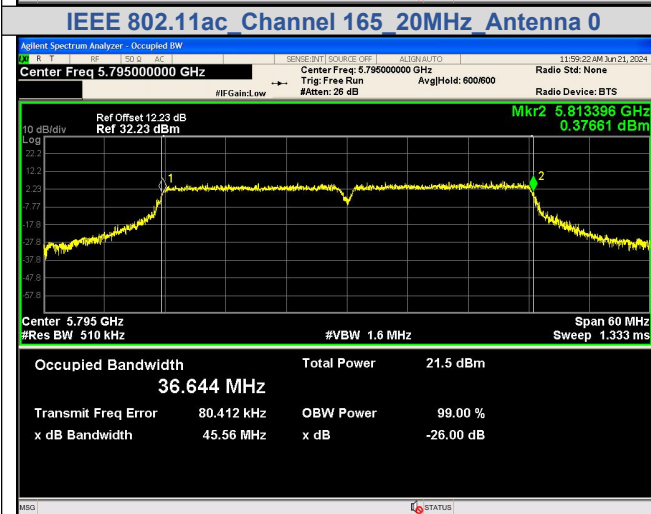 IEEE 802.11ac_Channel 165_20MHz_Antenna 0
Agilent Spectrum Analyzer - Occupied BW
LXI R T RF 50 Ω AC SENSE:INT SOURCE OFF ALIGN AUTO 11:59:22 AM Jun 21, 2024
Center Freq 5.795000000 GHz Center Freq: 5.795000000 GHz Radio Std: None
Trig: Free Run Avg|Hold: 600/600
#IFGain:Low #Atten: 26 dB Radio Device: BTS
Mkr2 5.813396 GHz
Ref Offset 12.23 dB
10 dB/div Ref 32.23 dBm 0.37661 dBm
Log
22.2
12.2
1 2
2.23
-7.77
-17.8
-27.8
-37.8
-47.8
-57.8
Center 5.795 GHz Span 60 MHz
#Res BW 510 kHz #VBW 1.6 MHz Sweep 1.333 ms
Occupied Bandwidth Total Power 21.5 dBm
36.644 MHz
Transmit Freq Error 80.412 kHz OBW Power 99.00 %
x dB Bandwidth 45.56 MHz x dB -26.00 dB
MSG STATUS